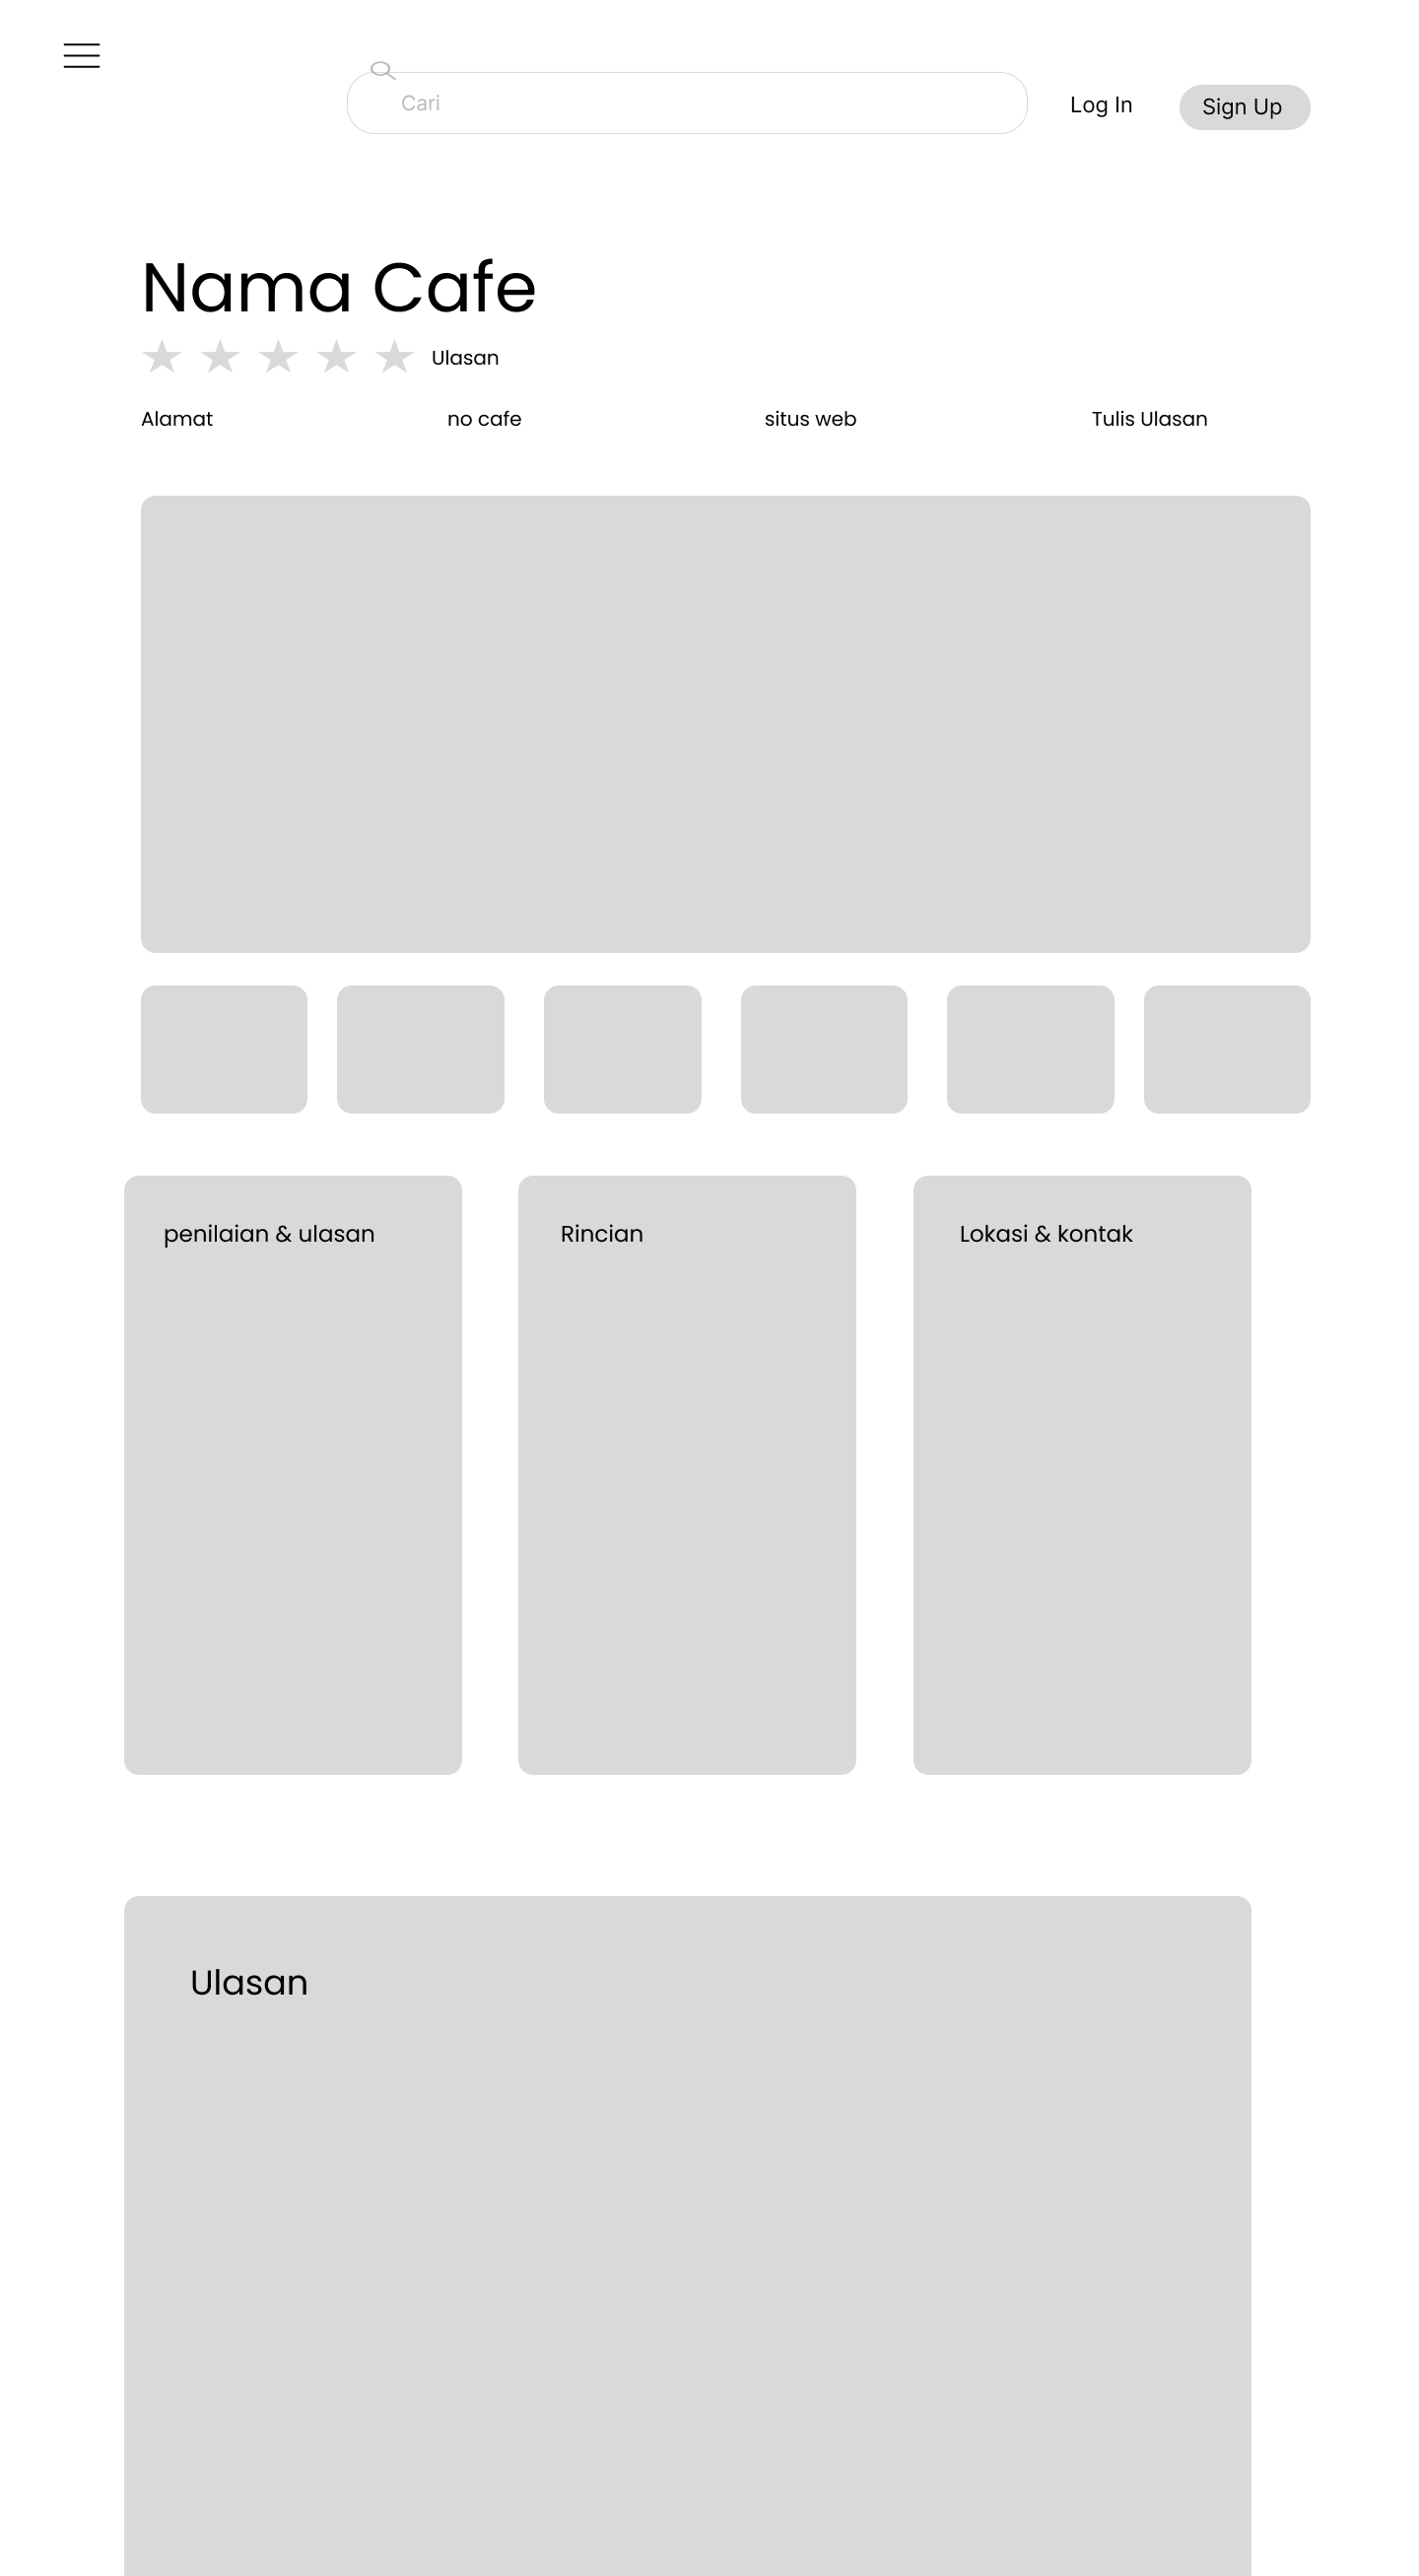 Cari
Log In
Sign Up
Nama Cafe
Ulasan
Alamat
no cafe
situs web
Tulis Ulasan
penilaian & ulasan
Rincian
Lokasi & kontak
Ulasan